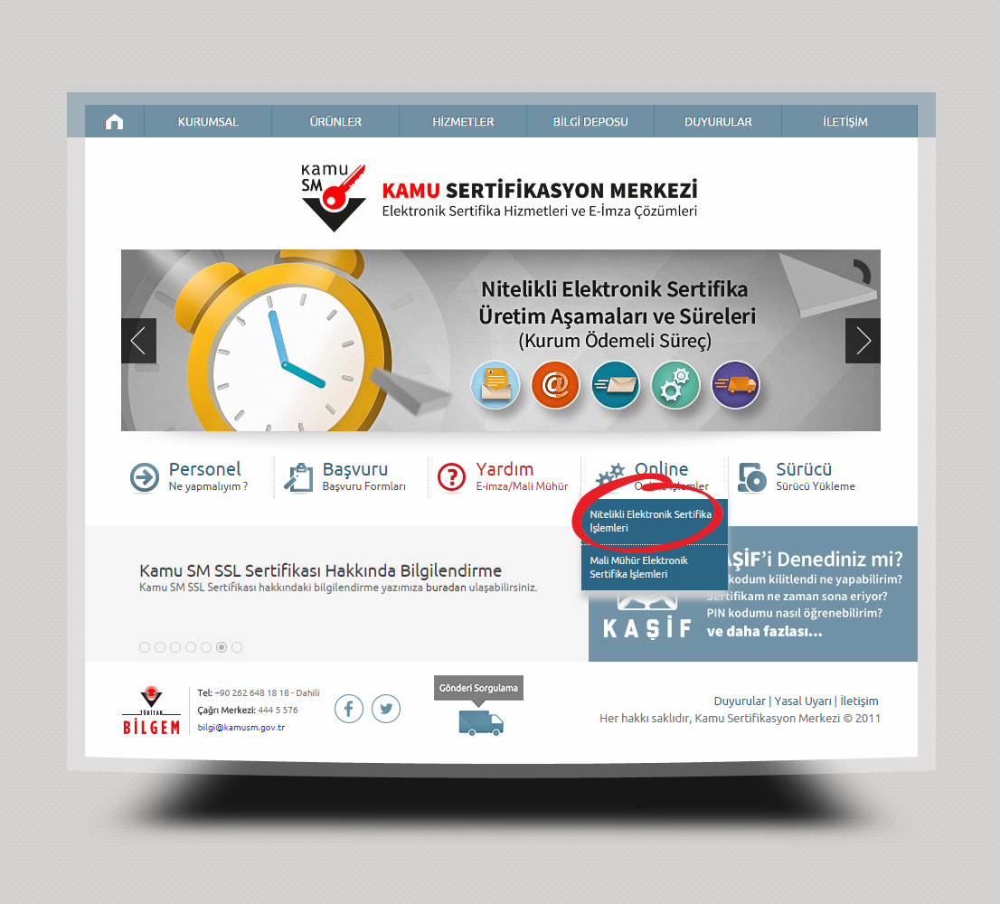 KURUMSAL
ÜRÜNLER
HİZMETLER
BİLGİ DEPOSU
DUYURULAR
İLETİŞİM
kamu
SM
KAMU SERTİFİKASYON MERKEZİ
Elektronik Sertifika Hizmetleri ve E-İmza Çözümleri
Nitelikli Elektronik Sertifika
Üretim Aşamaları ve Süreleri
(Kurum Ödemeli Süreç)
Personel
Ne yapmalıyım ?
Başvuru
Başvuru Formları
Yardım
E-imza/Mali Mühür
Online
İşlemler
Sürücü
Sürücü Yükleme
Nitelikli Elektronik Sertifika
İşlemleri
Mali Mühür Elektronik
Sertifika İşlemleri
Kamu SM SSL Sertifikası Hakkında Bilgilendirme
Kamu SM SSL Sertifikası hakkındaki bilgilendirme yazımıza buradan ulaşabilirsiniz.
KAŞİF
Denediniz mi?
kodum kilitlendi ne yapabilirim?
Sertifikam ne zaman sona eriyor?
PIN kodumu nasıl öğrenebilirim?
ve daha fazlası...
TÜBİTAK
BİLGEM
Tel: +90 262 648 18 18 - Dahili
Çağrı Merkezi: 444 5 576
bilgi@kamusm.gov.tr
Gönderi Sorgulama
Duyurular | Yasal Uyarı | İletişim
Her hakkı saklıdır, Kamu Sertifikasyon Merkezi © 2011